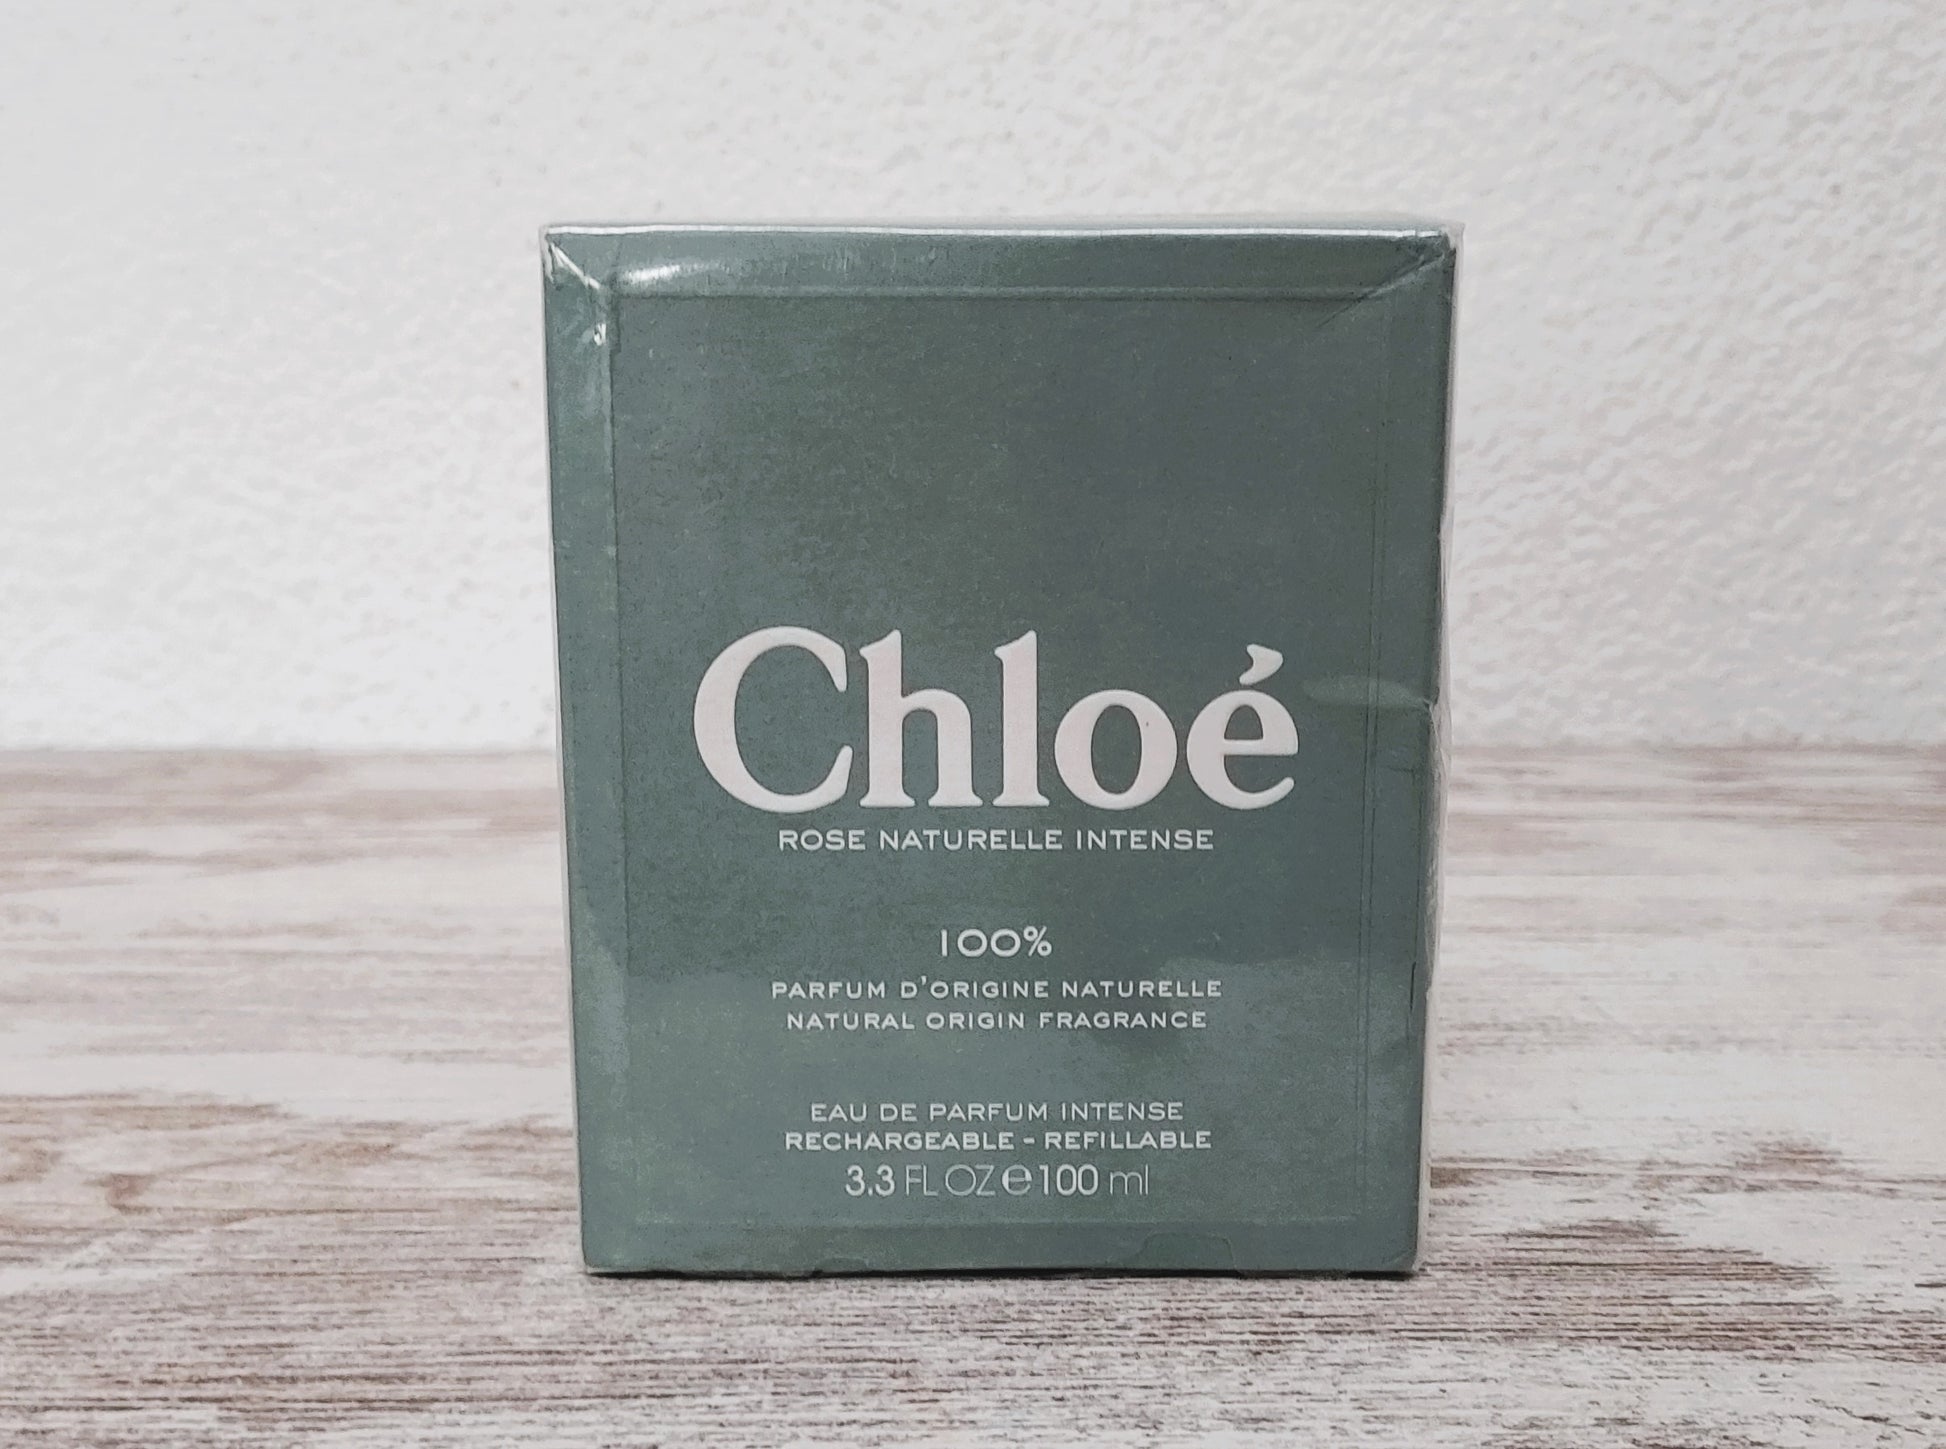 Chloé
ROSE NATURELLE INTENSE
100%
PARFUM D'ORIGINE NATURELLE
NATURAL ORIGIN FRAGRANCE
EAU DE PARFUM INTENSE
RECHARGEABLE - REFILLABLE
3.3 FL OZ ℮ 100 ml